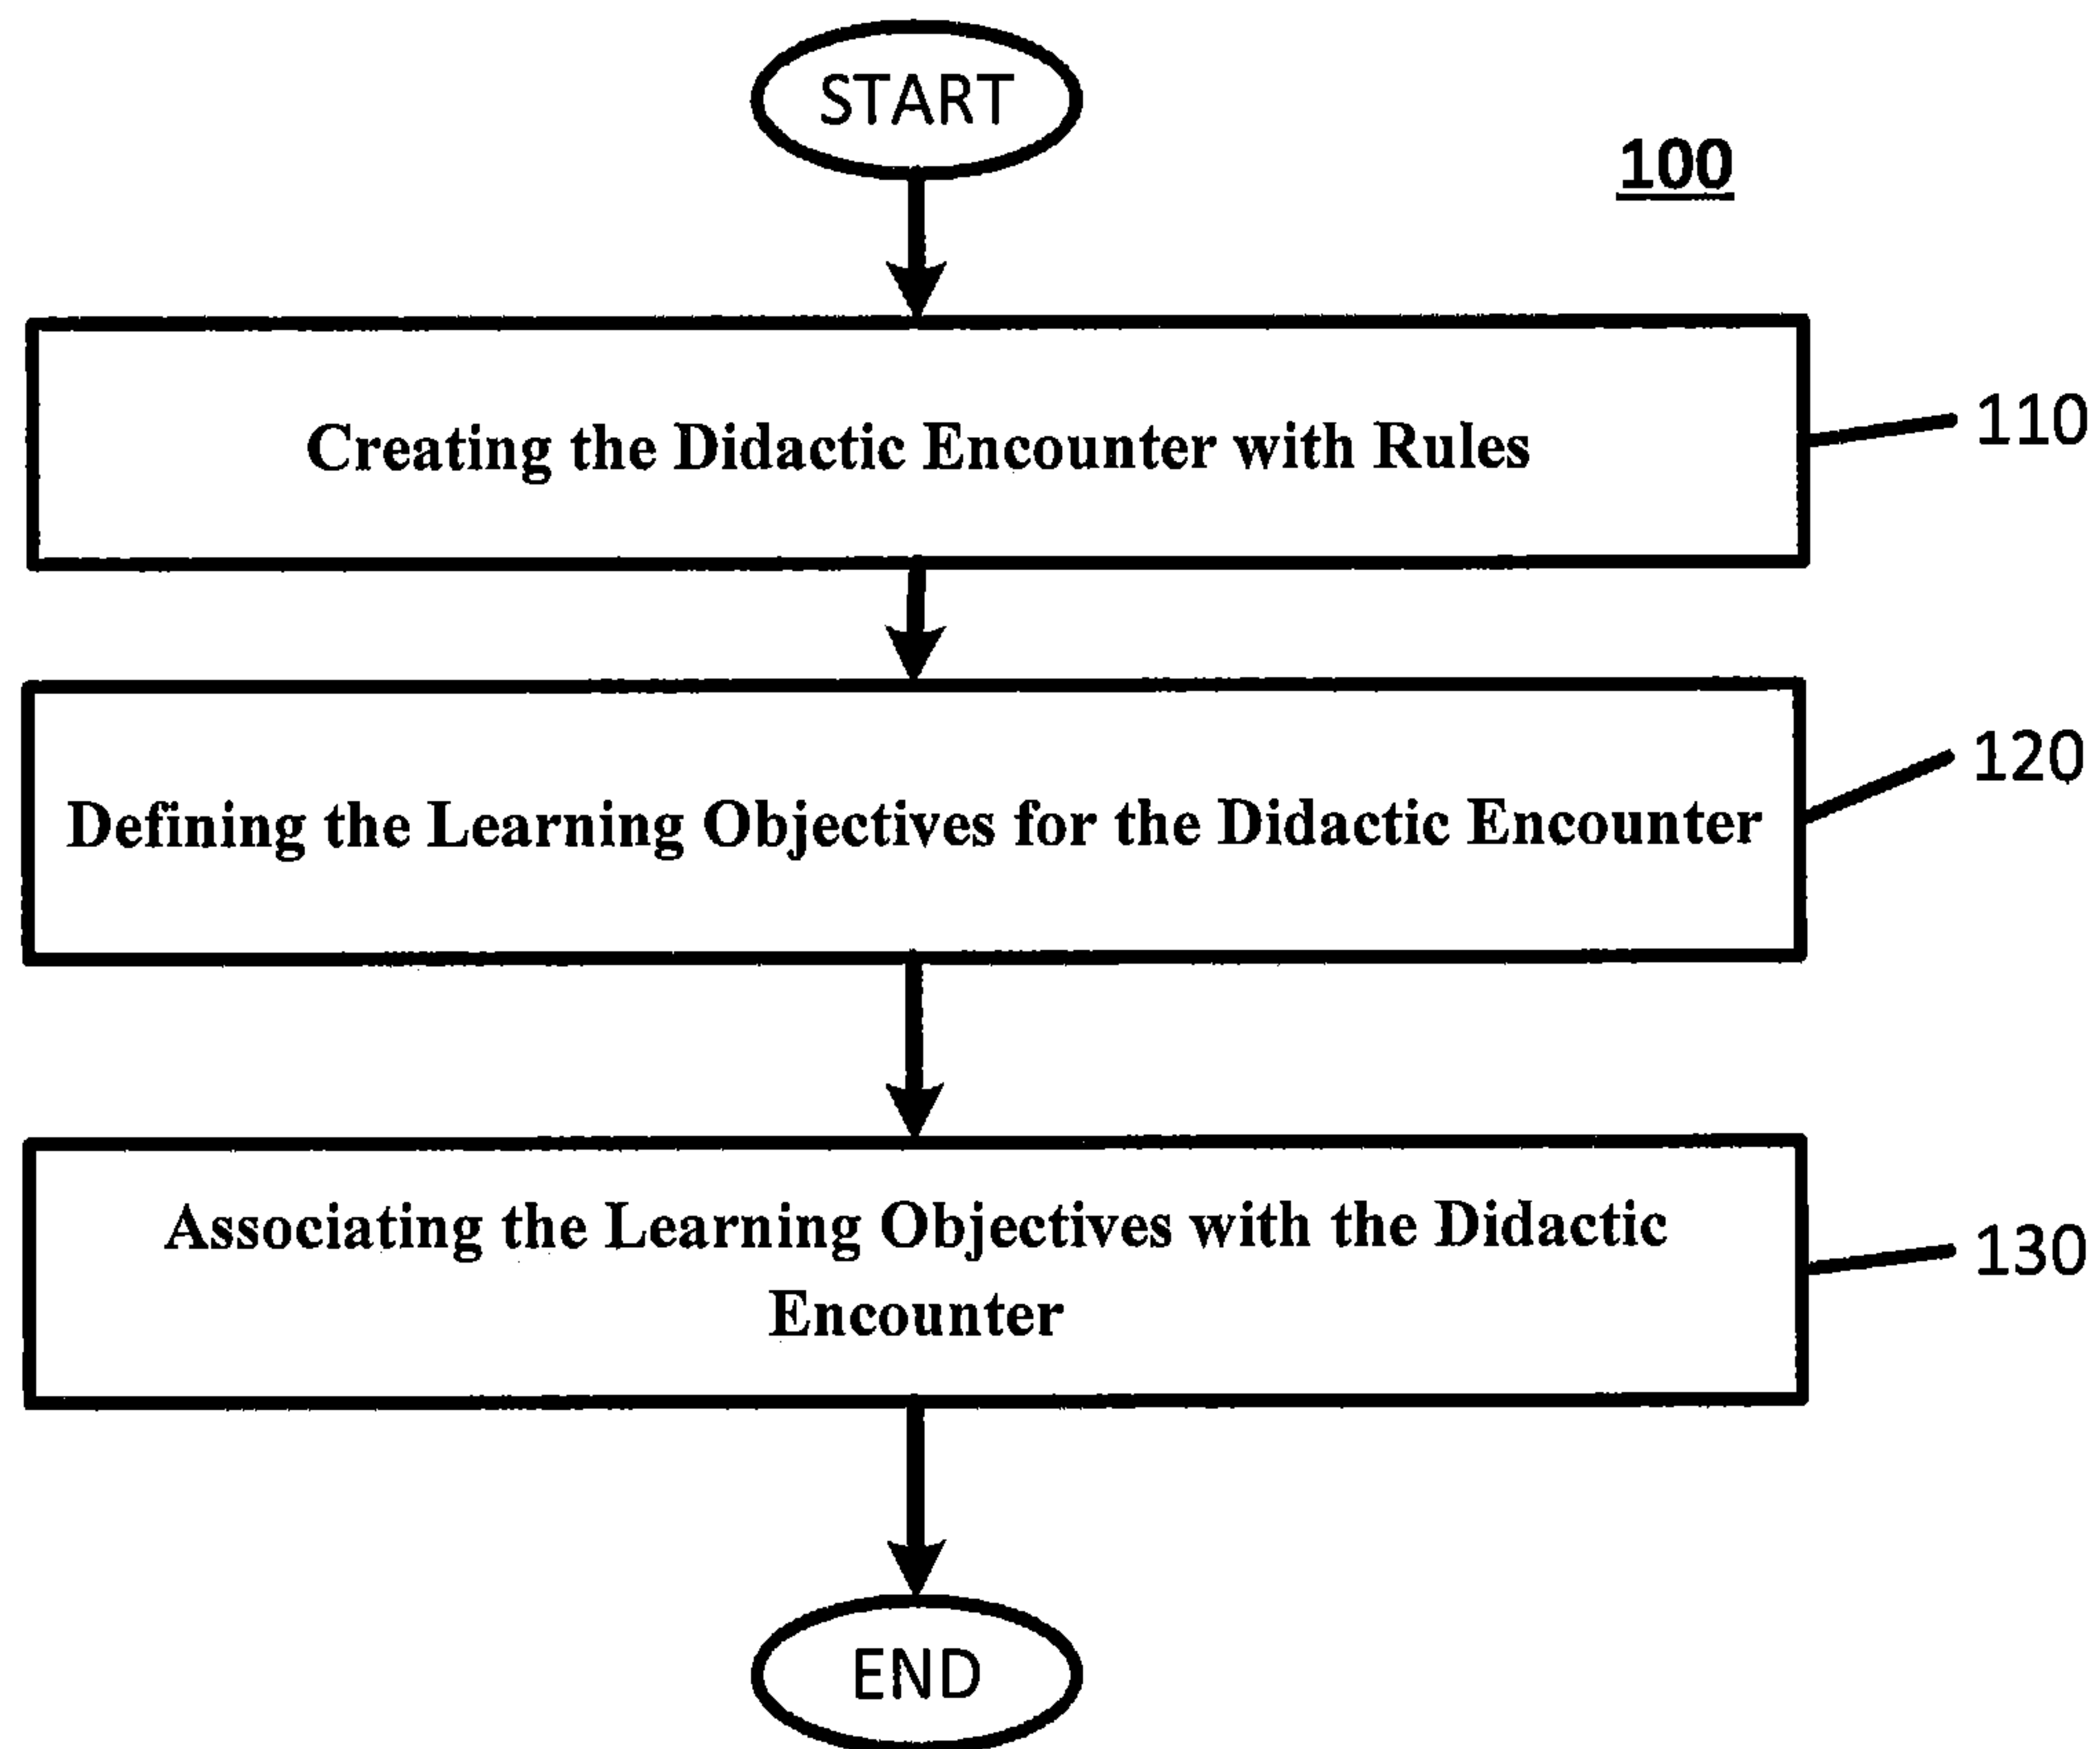 START
100
Creating the Didactic Encounter with Rules
110
Defining the Learning Objectives for the Didactic Encounter
120
Associating the Learning Objectives with the Didactic
Encounter
130
END